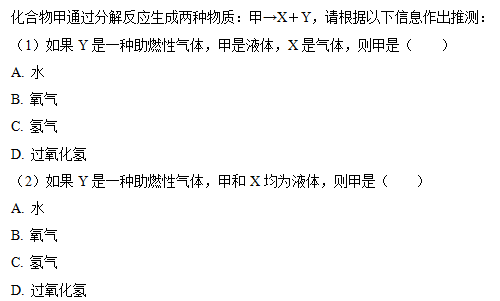 化合物甲通过分解反应生成两种物质：甲→X+Y，请根据以下信息作出推测：
（1）如果 Y 是一种助燃性气体，甲是液体，X 是气体，则甲是（　　）
A. 水
B. 氧气
C. 氢气
D. 过氧化氢
（2）如果 Y 是一种助燃性气体，甲和 X 均为液体，则甲是（　　）
A. 水
B. 氧气
C. 氢气
D. 过氧化氢